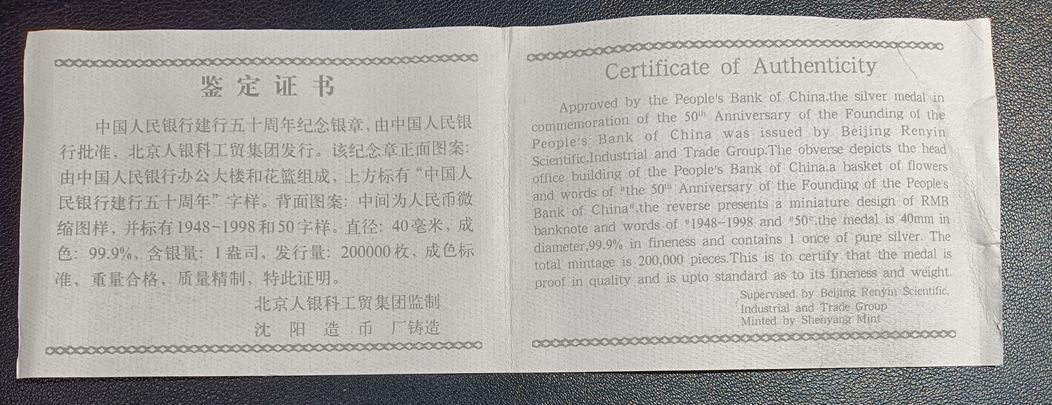 鉴定证书
中国人民银行建行五十周年纪念银章,由中国人民银
行批准、北京人银科工贸集团发行。该纪念章正面图案:
由中国人民银行办公大楼和花篮组成,上方标有“中国人
民银行建行五十周年”字样。背面图案:中间为人民币微
缩图样,并标有1948-1998和50字样。直径:40毫米,成
色:99.9%,含银量:1盎司,发行量:200000枚,成色标
准,重量合格,质量精制,特此证明。
北京人银科工贸集团监制
沈阳造币厂铸造
Certificate of Authenticity
Approved by the People's Bank of China.the silver medal in
commemoration of the 50th Anniversary of the Founding of the
People's Bank of China was issued by Beijing Renyin
Scientific,Industrial and Trade Group.The obverse depicts the head
office building of the People's Bank of China.a basket of flowers
and words of "the 50th Anniversary of the Founding of the People's
Bank of China",the reverse presents a miniature design of RMB
banknote and words of "1948-1998 and "50".the medal is 40mm in
diameter,99.9% in fineness and contains 1 once of pure silver. The
total mintage is 200,000 pieces.This is to certify that the medal is
proof in quality and is upto standard as to its fineness and weight.
Supervised by Beijing Renyin Scientific,
Industrial and Trade Group
Minted by Shenyang Mint